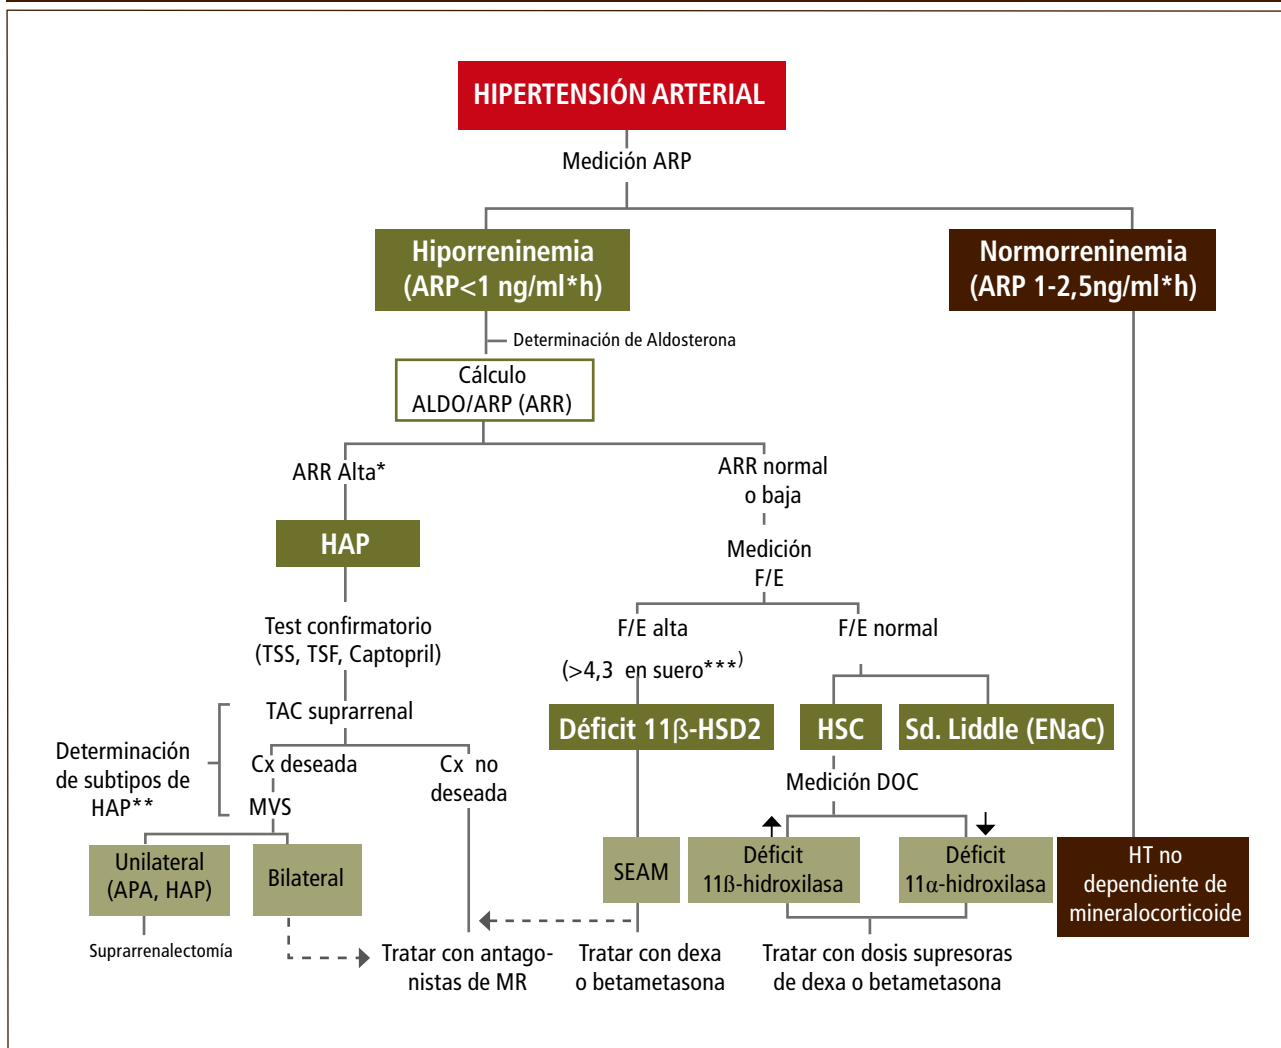 HIPERTENSIÓN ARTERIAL
Medición ARP
Hiporreninemia
(ARP<1 ng/ml*h)
Normorreninemia
(ARP 1-2,5ng/ml*h)
Determinación de Aldosterona
Cálculo
ALDO/ARP (ARR)
ARR Alta*
ARR normal
o baja
HAP
Medición
F/E
Test confirmatorio
(TSS, TSF, Captopril)
F/E alta
(>4,3 en suero***)
F/E normal
TAC suprarrenal
Déficit 11β-HSD2
HSC
Sd. Liddle (ENaC)
Determinación
de subtipos de
HAP**
Cx deseada
Cx no
deseada
MVS
Medición DOC
Unilateral
(APA, HAP)
Bilateral
SEAM
Déficit
11ß-hidroxilasa
Déficit
11α-hidroxilasa
HT no
dependiente de
mineralocorticoide
Suprarrenalectomía
Tratar con antago-
nistas de MR
Tratar con dexa
o betametasona
Tratar con dosis supresoras
de dexa o betametasona